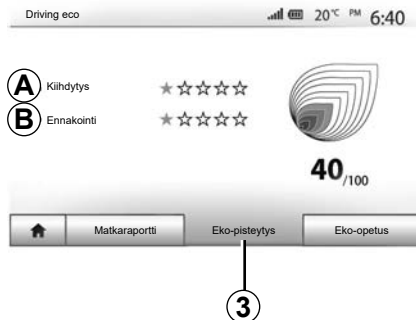 Driving eco 20°C PM 6:40
A Kiihdytys
B Ennakointi
40/100
Matkaraportti Eko-pisteytys Eko-opetus
3